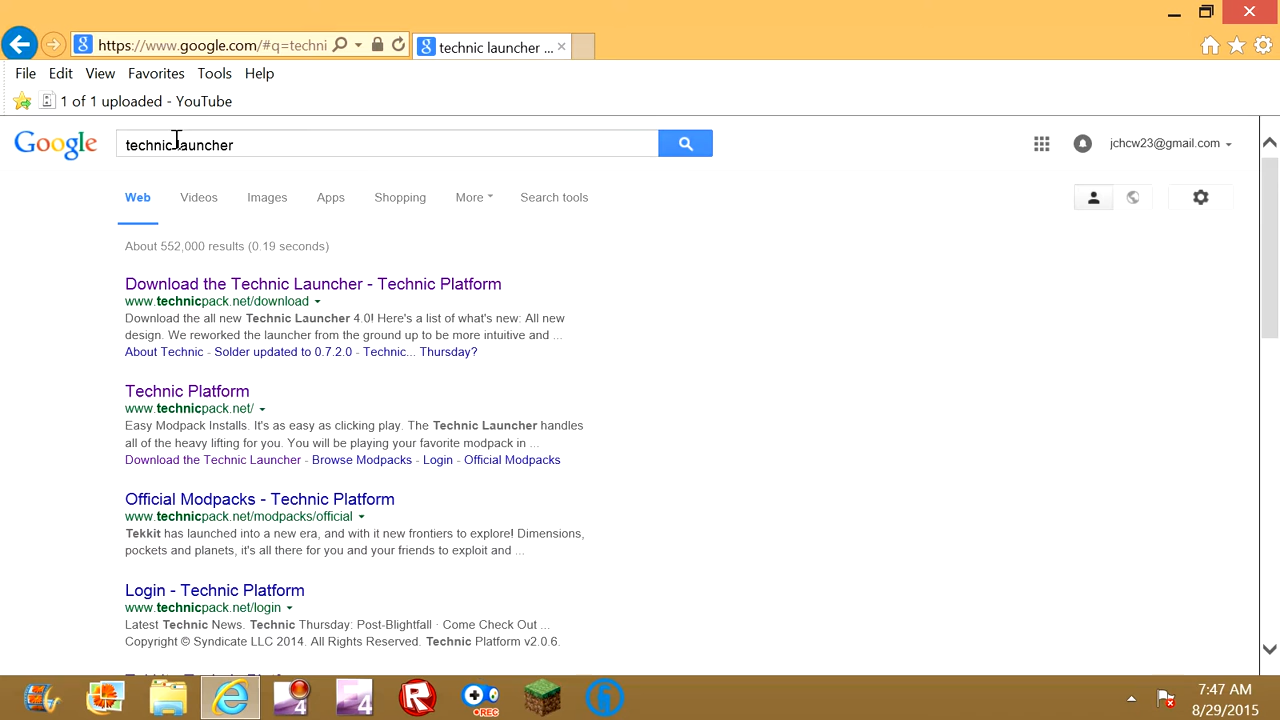 https://www.google.com/#q=techni
technic launcher ...
File Edit View Favorites Tools Help
1 of 1 uploaded - YouTube
Google
technic launcher
jchcw23@gmail.com
Web Videos Images Apps Shopping More Search tools
About 552,000 results (0.19 seconds)
Download the Technic Launcher - Technic Platform
www.technicpack.net/download
Download the all new Technic Launcher 4.0! Here's a list of what's new: All new
design. We reworked the launcher from the ground up to be more intuitive and ...
About Technic - Solder updated to 0.7.2.0 - Technic... Thursday?
Technic Platform
www.technicpack.net/
Easy Modpack Installs. It's as easy as clicking play. The Technic Launcher handles
all of the heavy lifting for you. You will be playing your favorite modpack in ...
Download the Technic Launcher - Browse Modpacks - Login - Official Modpacks
Official Modpacks - Technic Platform
www.technicpack.net/modpacks/official
Tekkit has launched into a new era, and with it new frontiers to explore! Dimensions,
pockets and planets, it's all there for you and your friends to exploit and ...
Login - Technic Platform
www.technicpack.net/login
Latest Technic News. Technic Thursday: Post-Blightfall · Come Check Out ...
Copyright © Syndicate LLC 2014. All Rights Reserved. Technic Platform v2.0.6.
4
4
REC
7:47 AM
8/29/2015